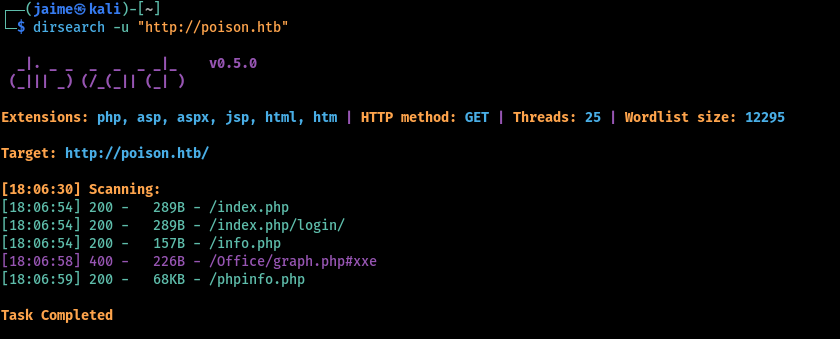 ┌──(jaime㉿kali)-[~]
└─$ dirsearch -u "http://poison.htb"
  _|. _ _  _  _  _ _|_    v0.5.0
 (_||| _) (/_(_|| (_| )
Extensions: php, asp, aspx, jsp, html, htm | HTTP method: GET | Threads: 25 | Wordlist size: 12295
Target: http://poison.htb/
[18:06:30] Scanning:
[18:06:54] 200 -   289B - /index.php
[18:06:54] 200 -   289B - /index.php/login/
[18:06:54] 200 -   157B - /info.php
[18:06:58] 400 -   226B - /Office/graph.php#xxe
[18:06:59] 200 -   68KB - /phpinfo.php
Task Completed